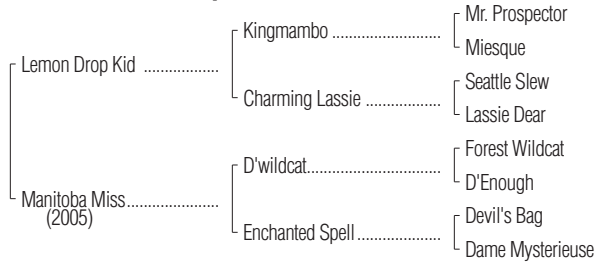 Mr. Prospector
Kingmambo ....................
Miesque
Lemon Drop Kid ..................
Seattle Slew
Charming Lassie ..................
Lassie Dear
Forest Wildcat
D'wildcat..........................
D'Enough
Manitoba Miss......................
(2005)
Devil's Bag
Enchanted Spell....................
Dame Mysterieuse